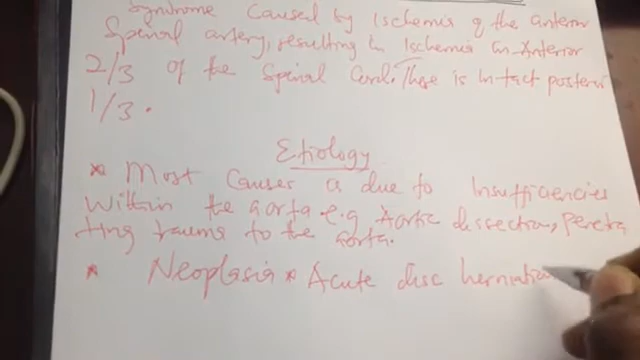 Syndrome Caused by Ischemia of the anterior
Spinal artery, resulting in Ischemia in Anterior
2/3 of the Spinal Cord. There is intact posterior
1/3.
Etiology
* Most causes is due to Insufficiencies
within the aorta e.g Aortic dissection, penetra
ting trauma to the aorta.
* Neoplasia * Acute disc herniation